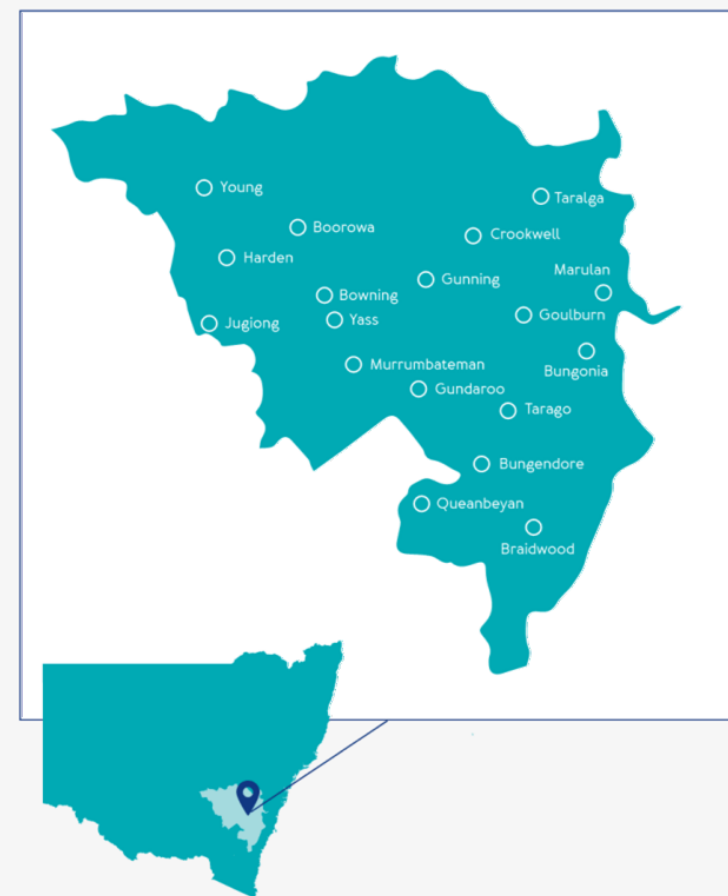 Young
Taralga
Boorowa
Crookwell
Harden
Marulan
Gunning
Bowning
Goulburn
Yass
Jugiong
Murrumbateman
Bungonia
Gundaroo
Tarago
Bungendore
Queanbeyan
Braidwood